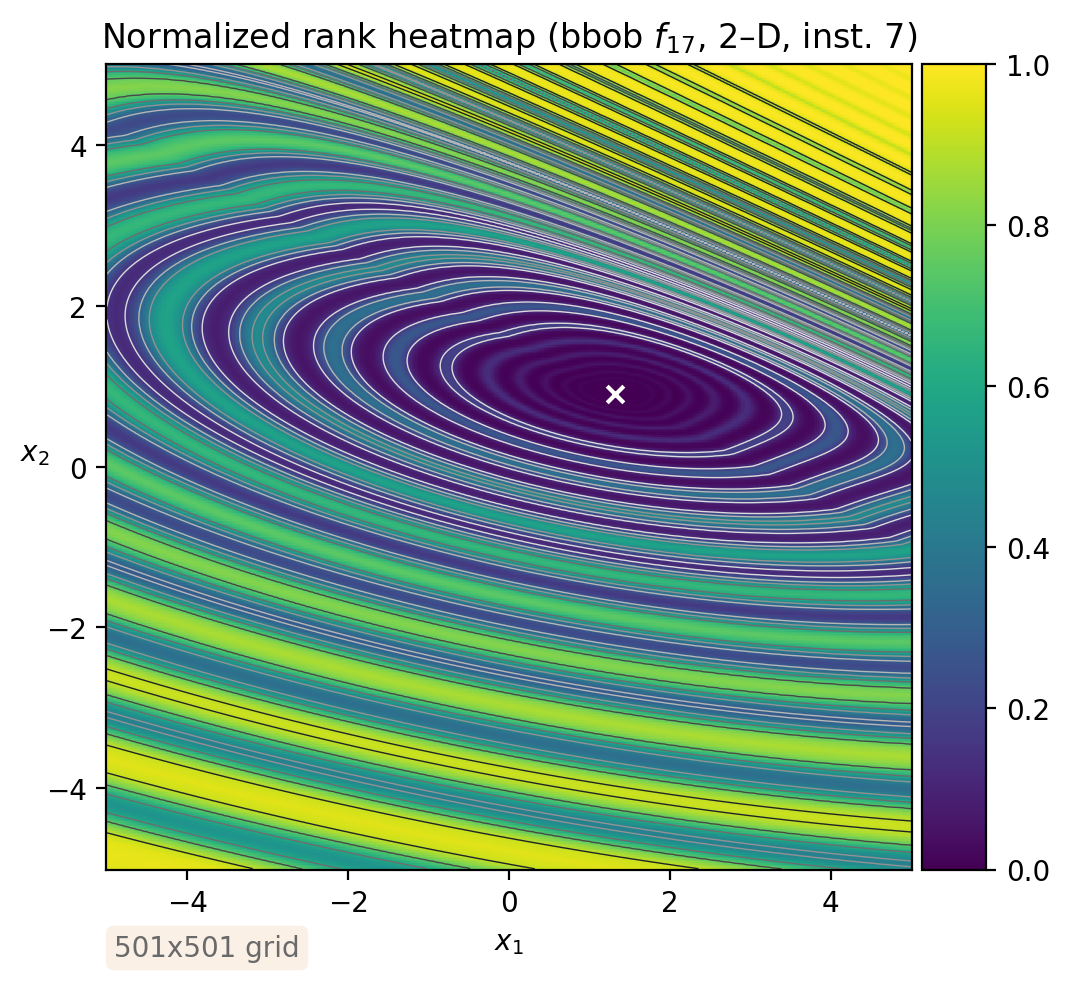 Normalized rank heatmap (bbob f₁₇, 2–D, inst. 7)
1.0
0.8
0.6
0.4
0.2
0.0
4
2
0
−2
−4
x₂
−4 −2 0 2 4
x₁
501x501 grid